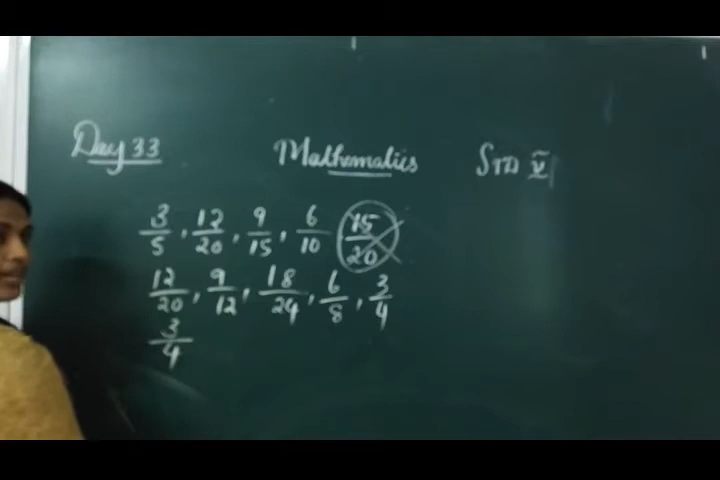 Day 33 Mathematics STD V
3/5, 12/20, 9/15, 6/10 15/20
12/20, 9/12, 18/24, 6/8, 3/4
3/4